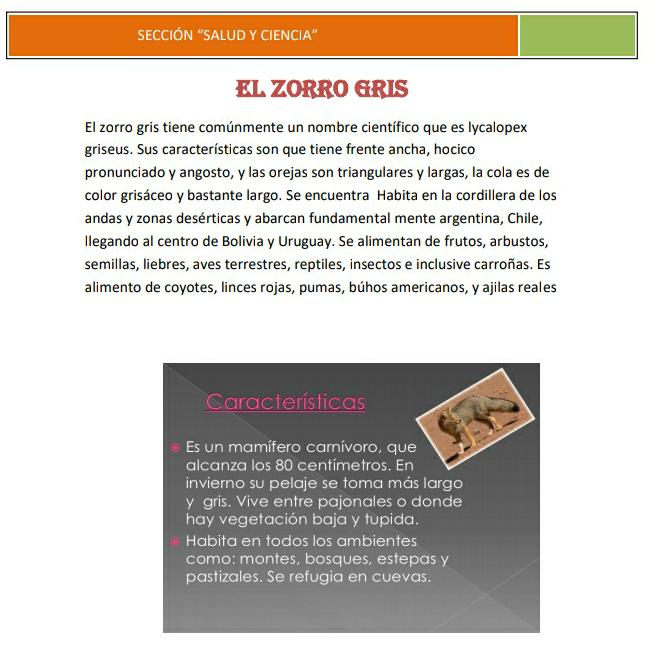 SECCIÓN “SALUD Y CIENCIA”
EL ZORRO GRIS
El zorro gris tiene comúnmente un nombre científico que es lycalopex
griseus. Sus características son que tiene frente ancha, hocico
pronunciado y angosto, y las orejas son triangulares y largas, la cola es de
color grisáceo y bastante largo. Se encuentra  Habita en la cordillera de los
andas y zonas desérticas y abarcan fundamental mente argentina, Chile,
llegando al centro de Bolivia y Uruguay. Se alimentan de frutos, arbustos,
semillas, liebres, aves terrestres, reptiles, insectos e inclusive carroñas. Es
alimento de coyotes, linces rojas, pumas, búhos americanos, y ajilas reales
Características
Es un mamífero carnívoro, que
alcanza los 80 centímetros. En
invierno su pelaje se toma más largo
y  gris. Vive entre pajonales o donde
hay vegetación baja y tupida.
Habita en todos los ambientes
como: montes, bosques, estepas y
pastizales. Se refugia en cuevas.